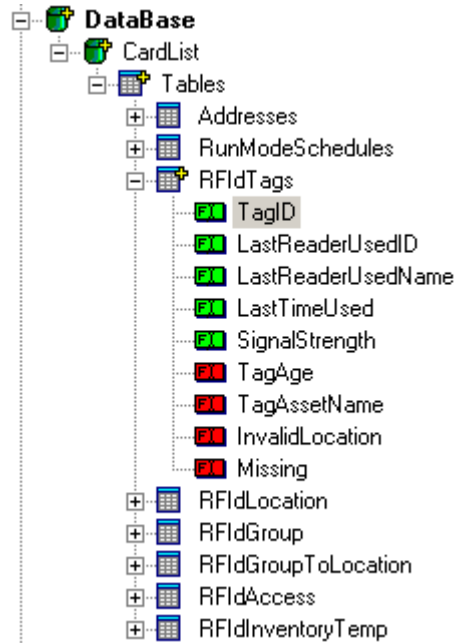 DataBase
CardList
Tables
Addresses
RunModeSchedules
RFIdTags
TagID
LastReaderUsedID
LastReaderUsedName
LastTimeUsed
SignalStrength
TagAge
TagAssetName
InvalidLocation
Missing
RFIdLocation
RFIdGroup
RFIdGroupToLocation
RFIdAccess
RFIdInventoryTemp